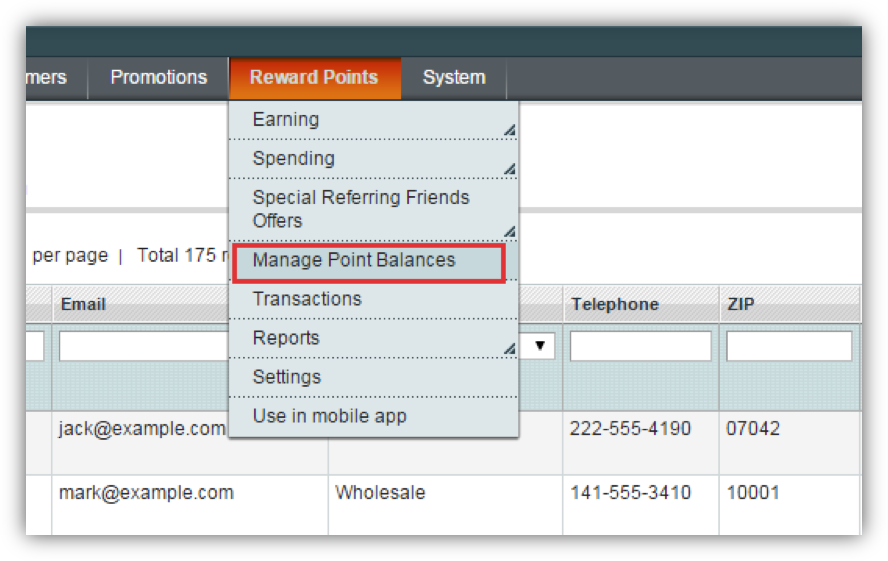 mers Promotions Reward Points System
Earning
Spending
Special Referring Friends
Offers
per page | Total 175 r
Manage Point Balances
Email Telephone ZIP
Transactions
Reports
Settings
Use in mobile app
jack@example.com 222-555-4190 07042
mark@example.com Wholesale 141-555-3410 10001